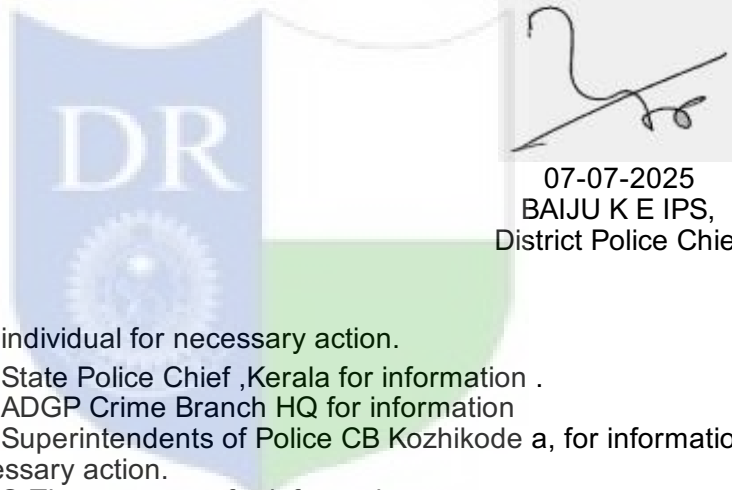 DR
07-07-2025
BAIJU K E IPS,
District Police Chie
individual for necessary action.
State Police Chief ,Kerala for information .
ADGP Crime Branch HQ for information
Superintendents of Police CB Kozhikode a, for informatio
essary action.